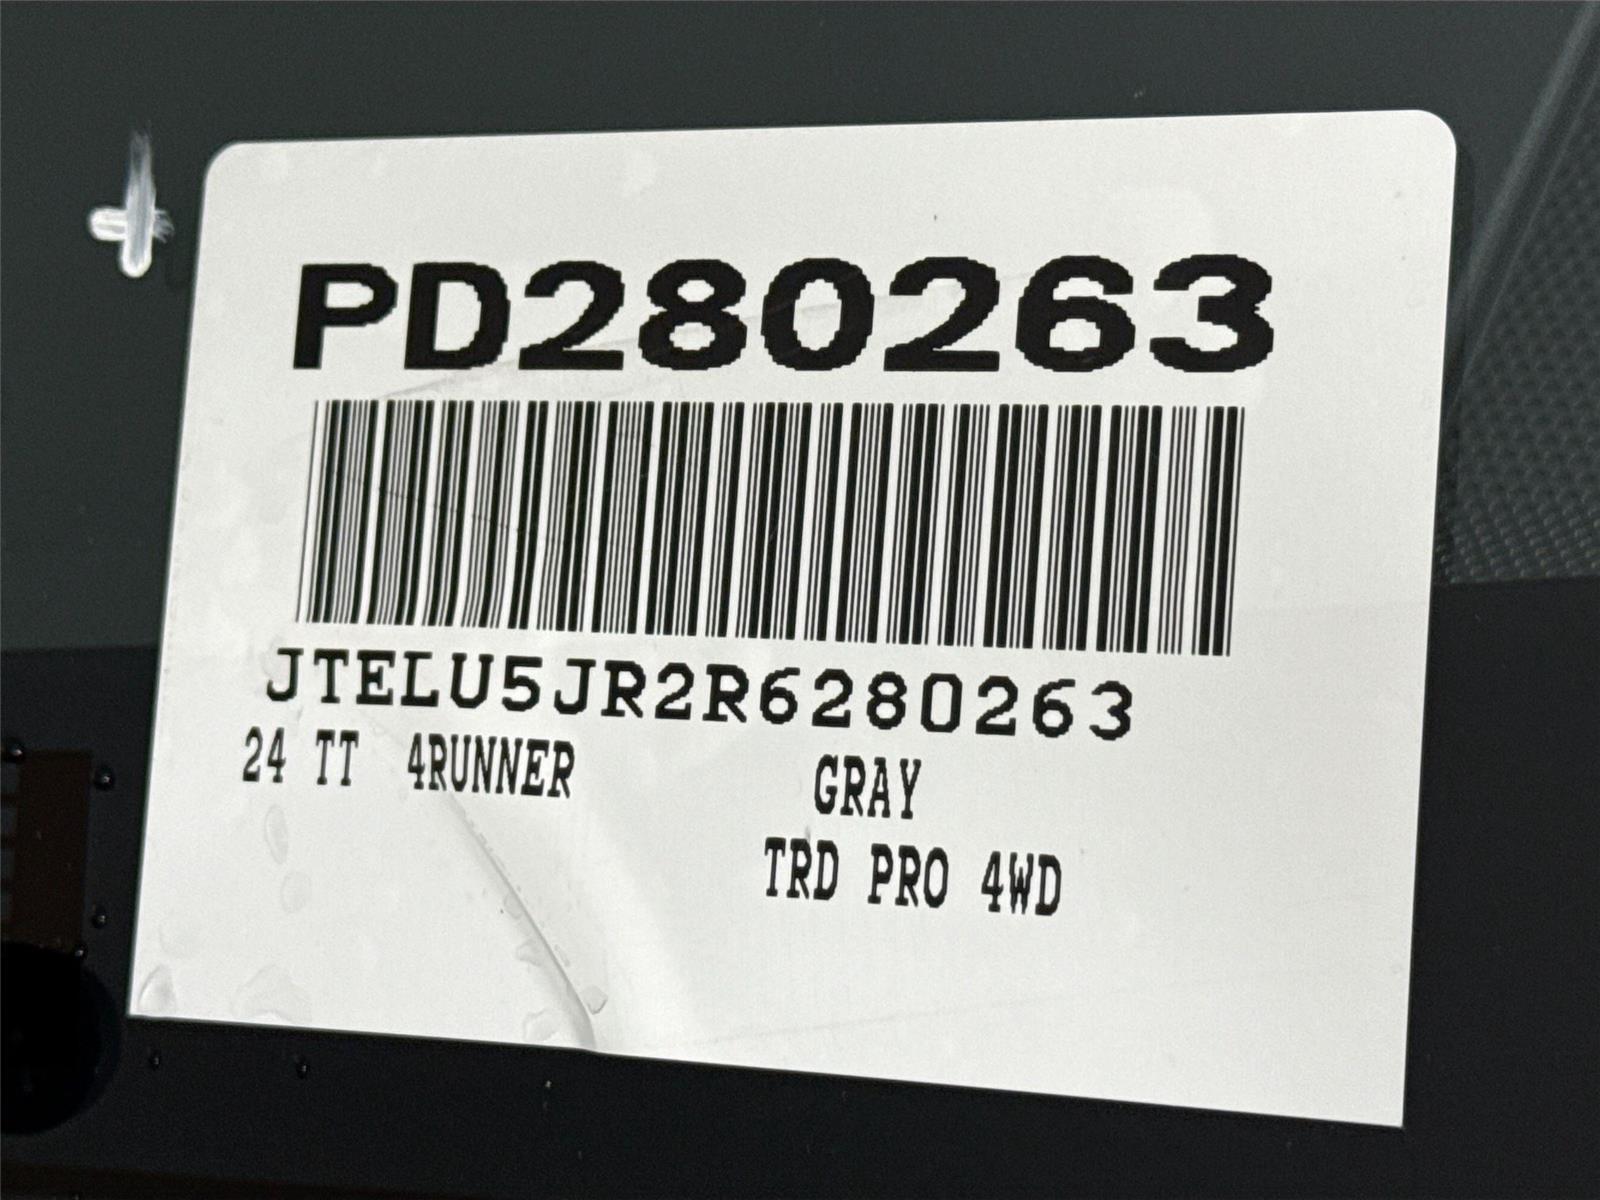 PD280263
JTELU5JR2R6280263
24 TT 4RUNNER GRAY
TRD PRO 4WD